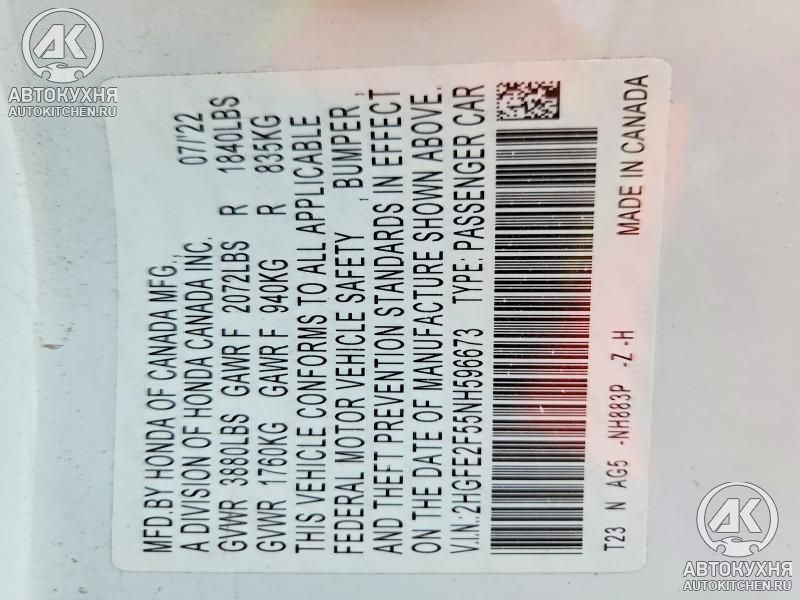 MFD.BY HONDA OF CANADA MFG., 07/'22
A DIVISION OF HONDA CANADA INC.
GVWR 3880LBS GAWR F 2072LBS R 1840LBS
GVWR 1760KG GAWR F 940KG R 835KG
THIS VEHICLE CONFORMS TO ALL APPLICABLE
FEDERAL MOTOR VEHICLE SAFETY , BUMPER ,
AND THEFT PREVENTION STANDARDS IN EFFECT
ON THE DATE OF MANUFACTURE SHOWN ABOVE.
V.I.N.:2HGFE2F55NH596673 TYPE: PASSENGER CAR
T23 N AG5 -NH883P -Z -H MADE IN CANADA
АК
АВТОКУХНЯ
AUTOKITCHEN.RU
АК
АВТОКУХНЯ
AUTOKITCHEN.RU